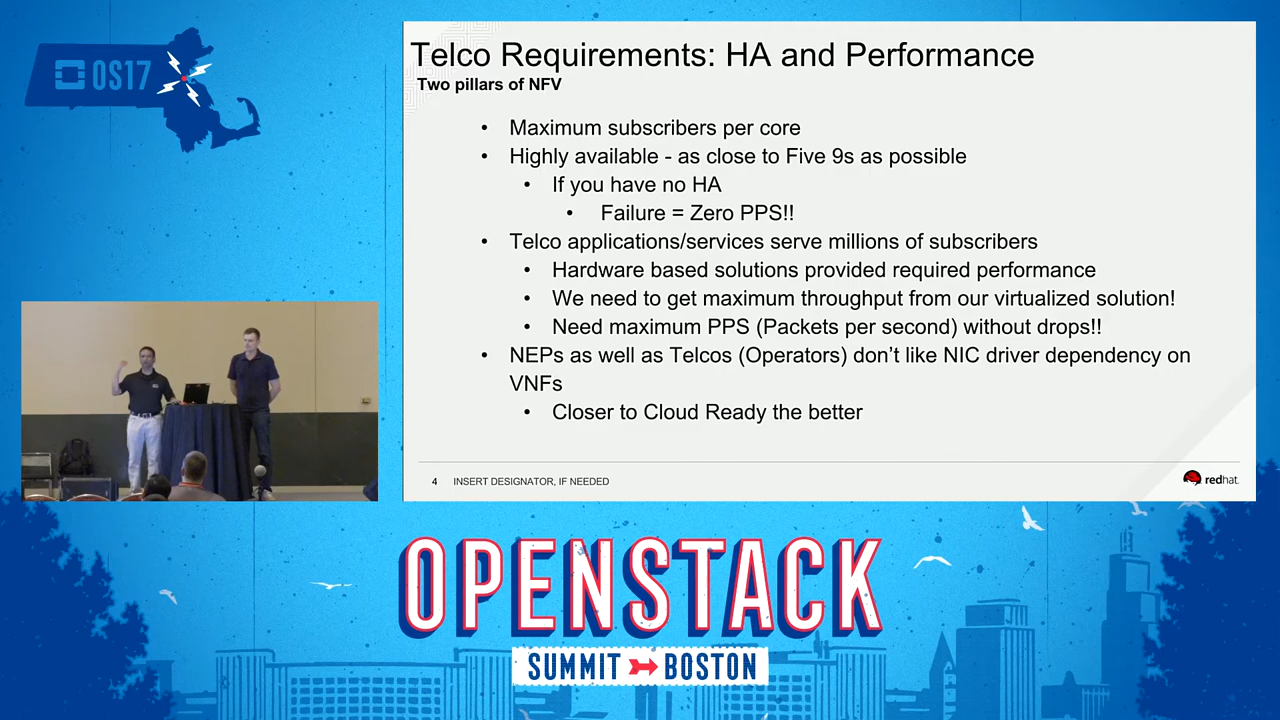 OS17
Telco Requirements: HA and Performance
Two pillars of NFV
• Maximum subscribers per core
• Highly available - as close to Five 9s as possible
• If you have no HA
• Failure = Zero PPS!!
• Telco applications/services serve millions of subscribers
• Hardware based solutions provided required performance
• We need to get maximum throughput from our virtualized solution!
• Need maximum PPS (Packets per second) without drops!!
• NEPs as well as Telcos (Operators) don't like NIC driver dependency on
VNFs
• Closer to Cloud Ready the better
4 INSERT DESIGNATOR, IF NEEDED
redhat.
OPENSTACK
SUMMIT BOSTON